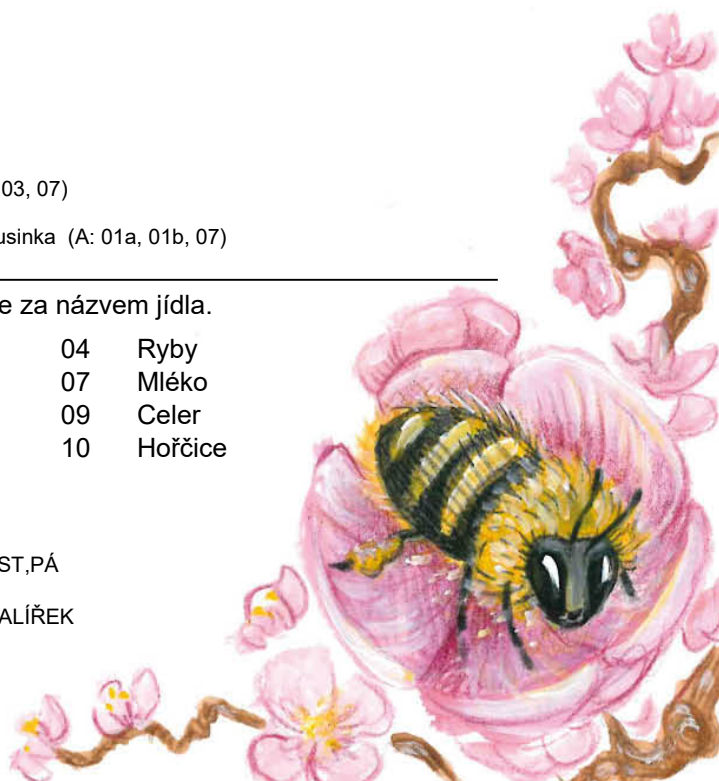 03, 07)
usinka (A: 01a, 01b, 07)
e za názvem jídla.
04 Ryby
07 Mléko
09 Celer
10 Hořčice
ST,PÁ
ALÍŘEK